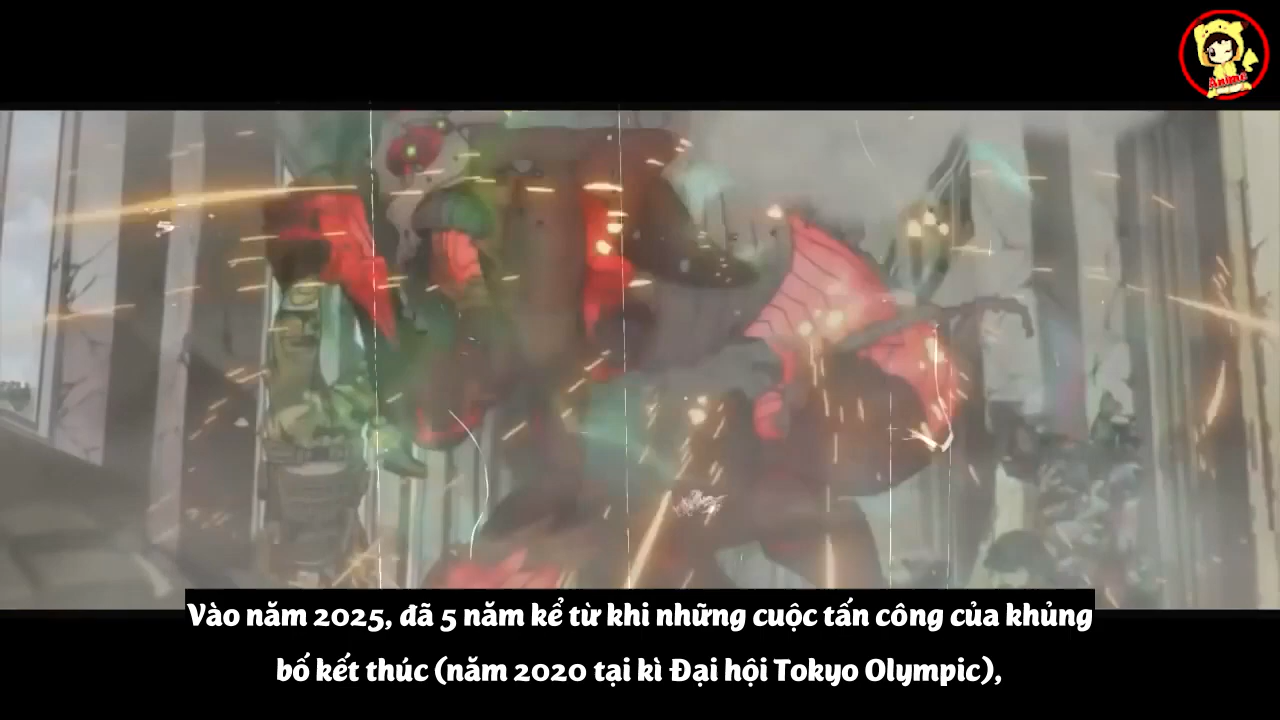 Anime
Vào năm 2025, đã 5 năm kể từ khi những cuộc tấn công của khủng
bố kết thúc (năm 2020 tại kì Đại hội Tokyo Olympic),